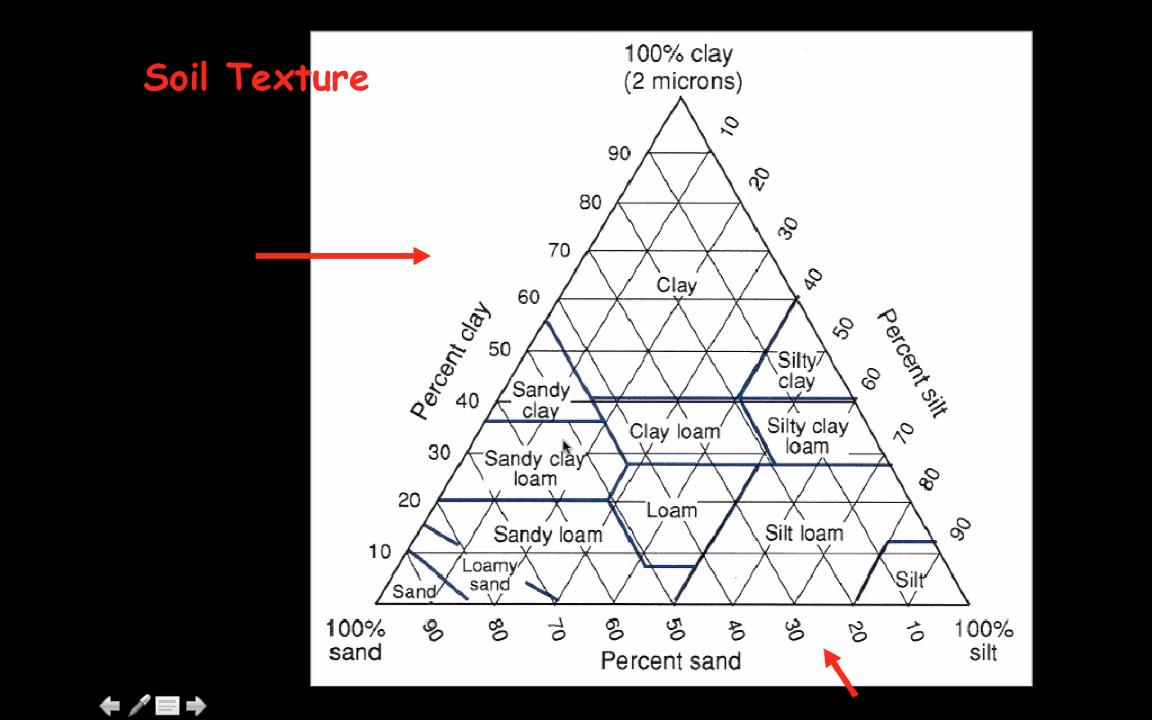 Soil Texture
100% clay
(2 microns)
10
90
20
80
30
70
Clay
40
60
Percent clay
Percent silt
50
50
Silty
clay
60
Sandy
clay
40
Clay loam
Silty clay
loam
70
30
Sandy clay
loam
80
20
Loam
Sandy loam
Silt loam
90
10
Loamy
sand
Sand
Silt
100%
sand
90
80
70
60
50
40
30
20
10
100%
silt
Percent sand